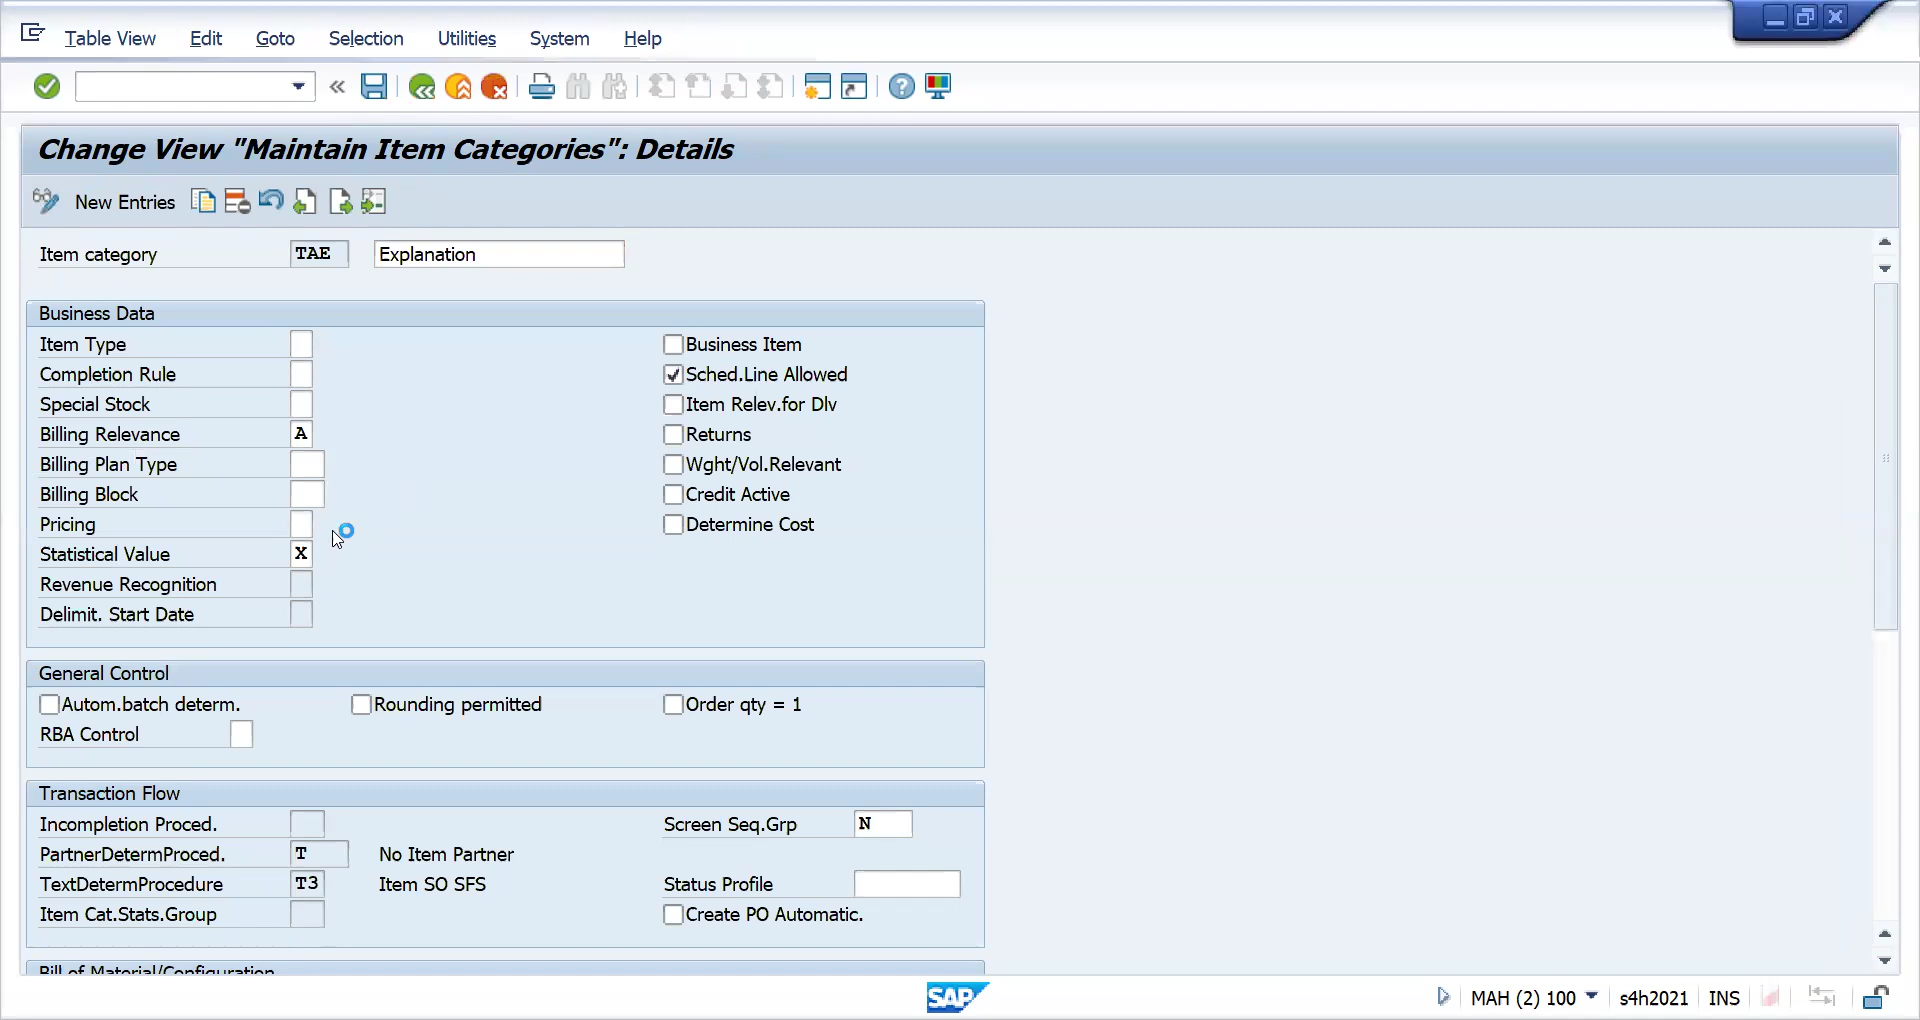 Table View Edit Goto Selection Utilities System Help
Change View "Maintain Item Categories": Details
New Entries
Item category TAE Explanation
Business Data
Item Type Business Item
Completion Rule Sched.Line Allowed
Special Stock Item Relev.for Dlv
Billing Relevance A Returns
Billing Plan Type Wght/Vol.Relevant
Billing Block Credit Active
Pricing Determine Cost
Statistical Value X
Revenue Recognition
Delimit. Start Date
General Control
Autom.batch determ. Rounding permitted Order qty = 1
RBA Control
Transaction Flow
Incompletion Proced. Screen Seq.Grp N
PartnerDetermProced. T No Item Partner
TextDetermProcedure T3 Item SO SFS Status Profile
Item Cat.Stats.Group Create PO Automatic.
Bill of Material/Configuration
SAP MAH (2) 100 s4h2021 INS